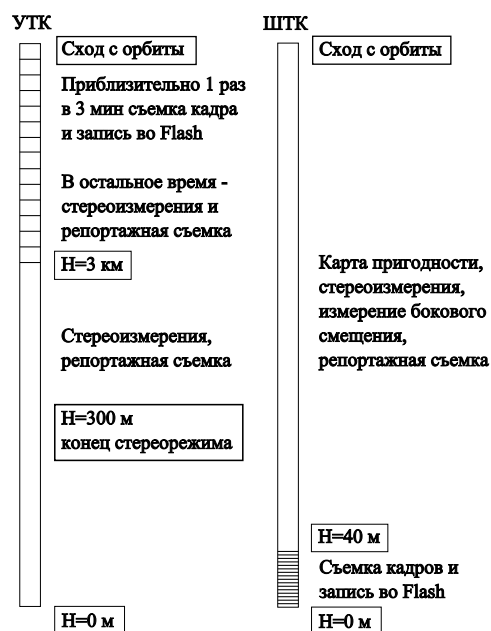 УТК
Сход с орбиты
Приблизительно 1 раз
в 3 мин съемка кадра
и запись во Flash
В остальное время -
стереоизмерения и
репортажная съемка
Н=3 км
Стереоизмерения,
репортажная съемка
Н=300 м
конец стереорежима
Н=0 м
ШТК
Сход с орбиты
Карта пригодности,
стереоизмерения,
измерение бокового
смещения,
репортажная съемка
Н=40 м
Съемка кадров и
запись во Flash
Н=0 м